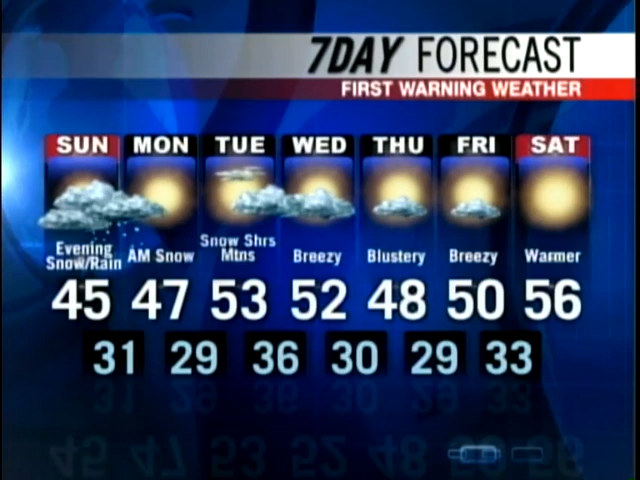 7DAY FORECAST
FIRST WARNING WEATHER
SUN MON TUE WED THU FRI SAT
Evening Snow/Rain
AM Snow
Snow Shrs Mtns
Breezy
Blustery
Breezy
Warmer
45 47 53 52 48 50 56
31 29 36 30 29 33